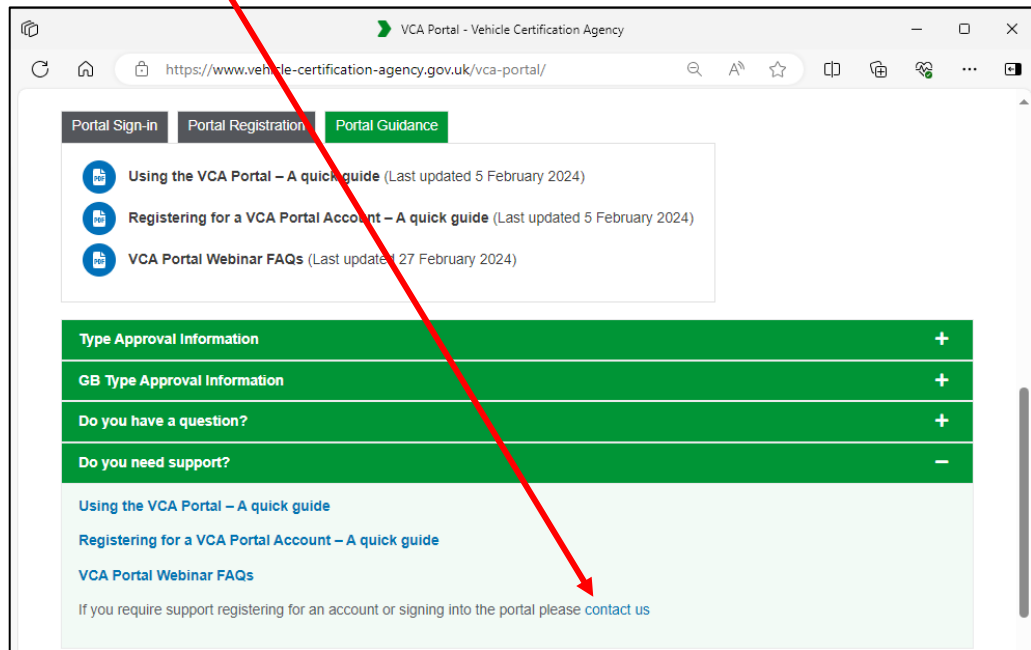 VCA Portal - Vehicle Certification Agency
https://www.vehicle-certification-agency.gov.uk/vca-portal/
Portal Sign-in Portal Registration Portal Guidance
Using the VCA Portal – A quick guide (Last updated 5 February 2024)
Registering for a VCA Portal Account – A quick guide (Last updated 5 February 2024)
VCA Portal Webinar FAQs (Last updated 27 February 2024)
Type Approval Information
GB Type Approval Information
Do you have a question?
Do you need support?
Using the VCA Portal – A quick guide
Registering for a VCA Portal Account – A quick guide
VCA Portal Webinar FAQs
If you require support registering for an account or signing into the portal please contact us